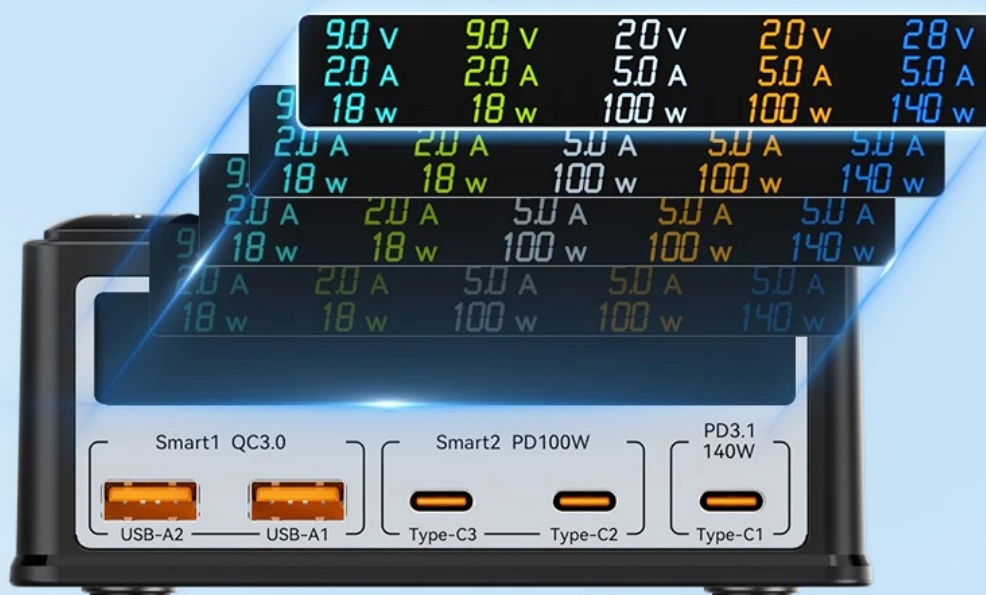 9.0 V 9.0 V 20 V 20 V 28 V
2.0 A 2.0 A 5.0 A 5.0 A 5.0 A
18 W 18 W 100 W 100 W 140 W
9
2.0 A 2.0 A 5.0 A 5.0 A 5.0 A
18 W 18 W 100 W 100 W 140 W
9.
2.0 A 2.0 A 5.0 A 5.0 A 5.0 A
18 W 18 W 100 W 100 W 140 W
9
2.0 A 2.0 A 5.0 A 5.0 A 5.0 A
18 W 18 W 100 W 100 W 140 W
Smart1 QC3.0
Smart2 PD100W
PD3.1
140W
USB-A2
USB-A1
Type-C3
Type-C2
Type-C1